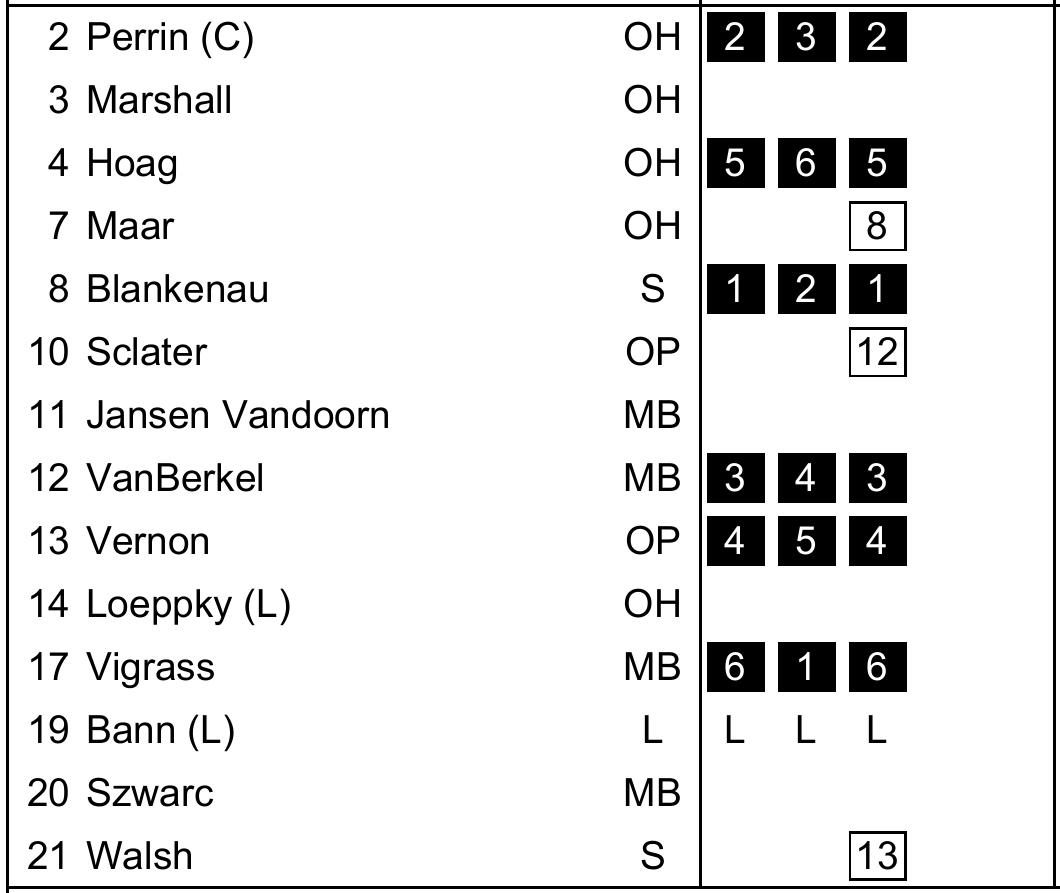 2 Perrin (C) OH 2 3 2
3 Marshall OH
4 Hoag OH 5 6 5
7 Maar OH 8
8 Blankenau S 1 2 1
10 Sclater OP 12
11 Jansen Vandoorn MB
12 VanBerkel MB 3 4 3
13 Vernon OP 4 5 4
14 Loeppky (L) OH
17 Vigrass MB 6 1 6
19 Bann (L) L L L L
20 Szwarc MB
21 Walsh S 13